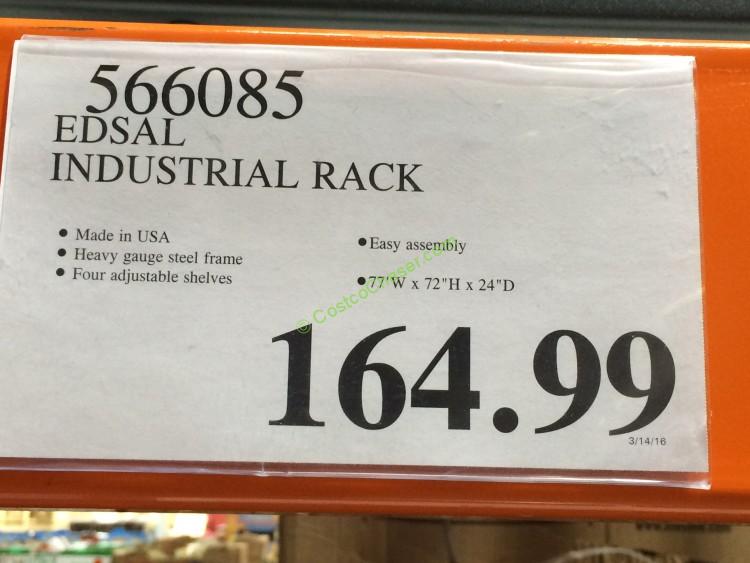 566085
EDSAL
INDUSTRIAL RACK
• Made in USA
• Heavy gauge steel frame
• Four adjustable shelves
• Easy assembly
• 77"W x 72"H x 24"D
© CostcoChaser.com
164.99
3/14/16